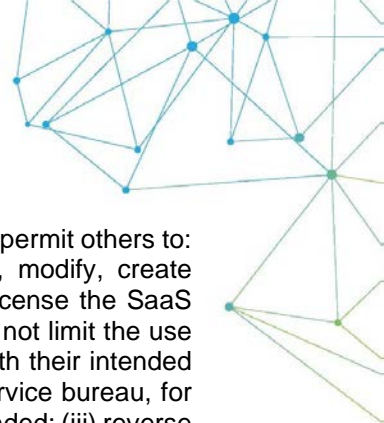 permit others to:
, modify, create
icense the SaaS
not limit the use
th their intended
rvice bureau, for
ded; (iii) reverse